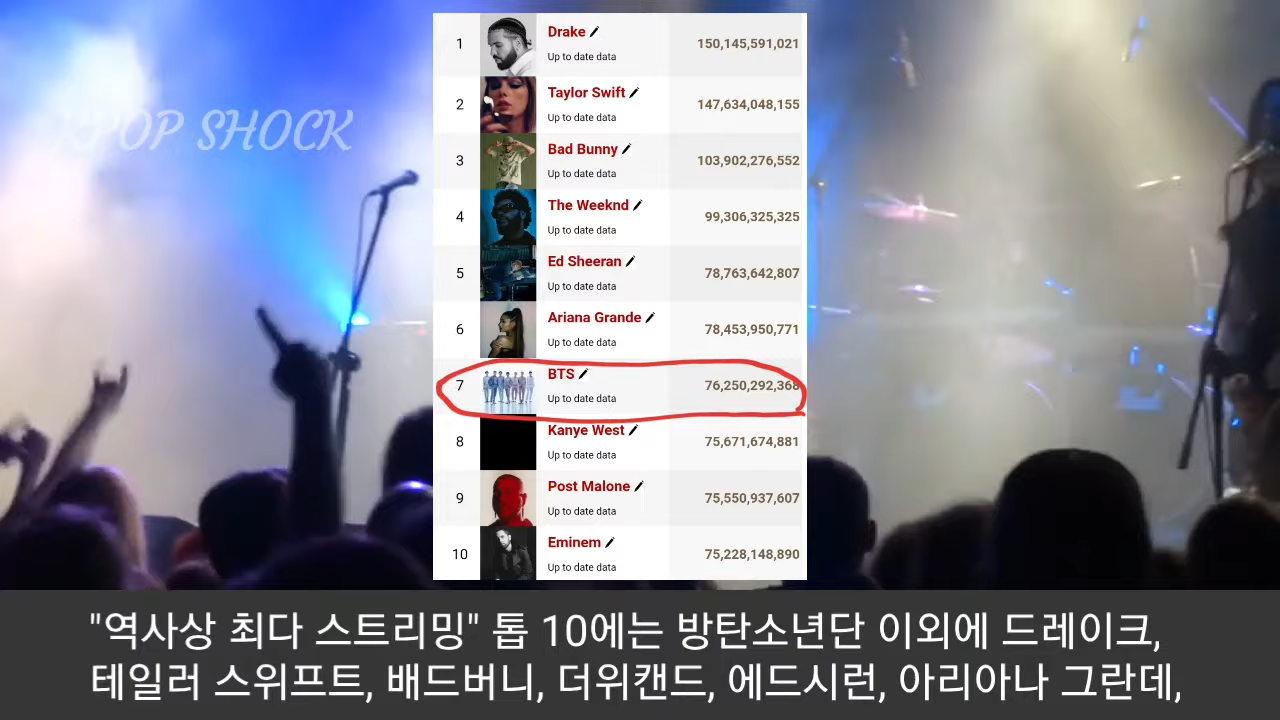 1 Drake 150,145,591,021
Up to date data
POP SHOCK
2 Taylor Swift 147,634,048,155
Up to date data
3 Bad Bunny 103,902,276,552
Up to date data
4 The Weeknd 99,306,325,325
Up to date data
5 Ed Sheeran 78,763,642,807
Up to date data
6 Ariana Grande 78,453,950,771
Up to date data
7 BTS 76,250,292,368
Up to date data
8 Kanye West 75,671,674,881
Up to date data
9 Post Malone 75,550,937,607
Up to date data
10 Eminem 75,228,148,890
Up to date data
"역사상 최다 스트리밍" 톱 10에는 방탄소년단 이외에 드레이크,
테일러 스위프트, 배드버니, 더위캔드, 에드시런, 아리아나 그란데,